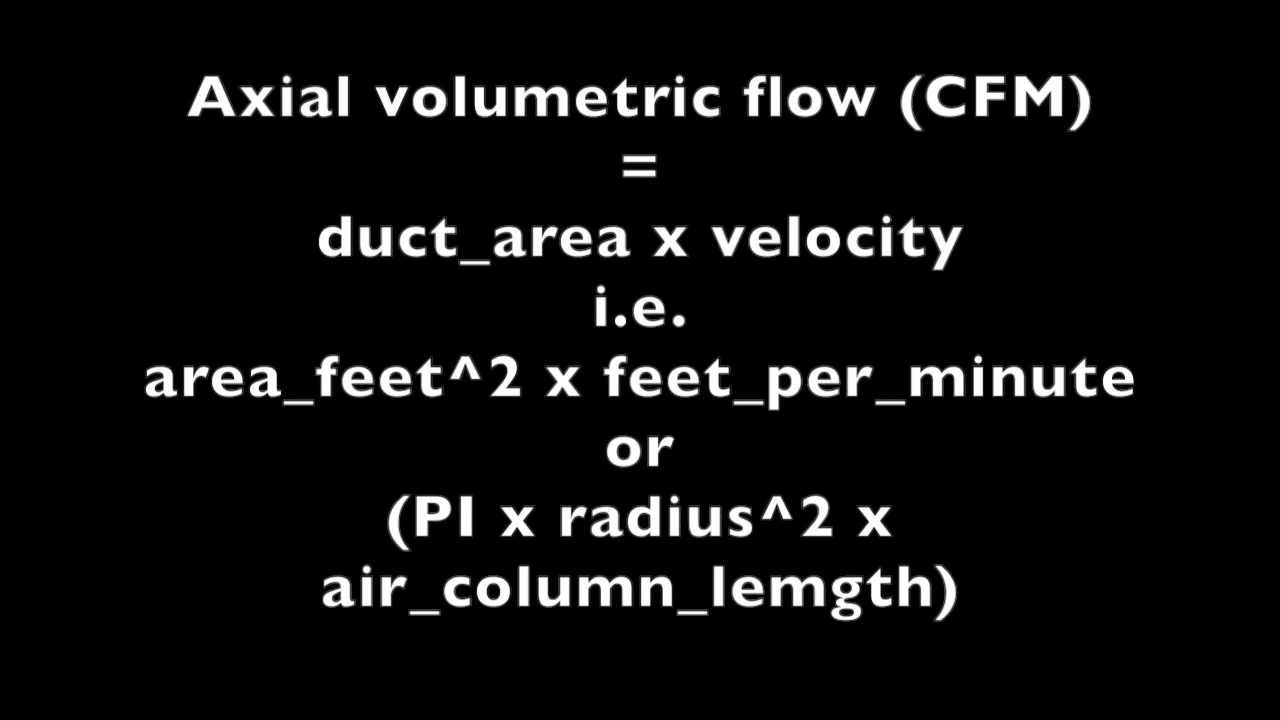 Axial volumetric flow (CFM)
=
duct_area x velocity
i.e.
area_feet^2 x feet_per_minute
or
(PI x radius^2 x
air_column_lemgth)